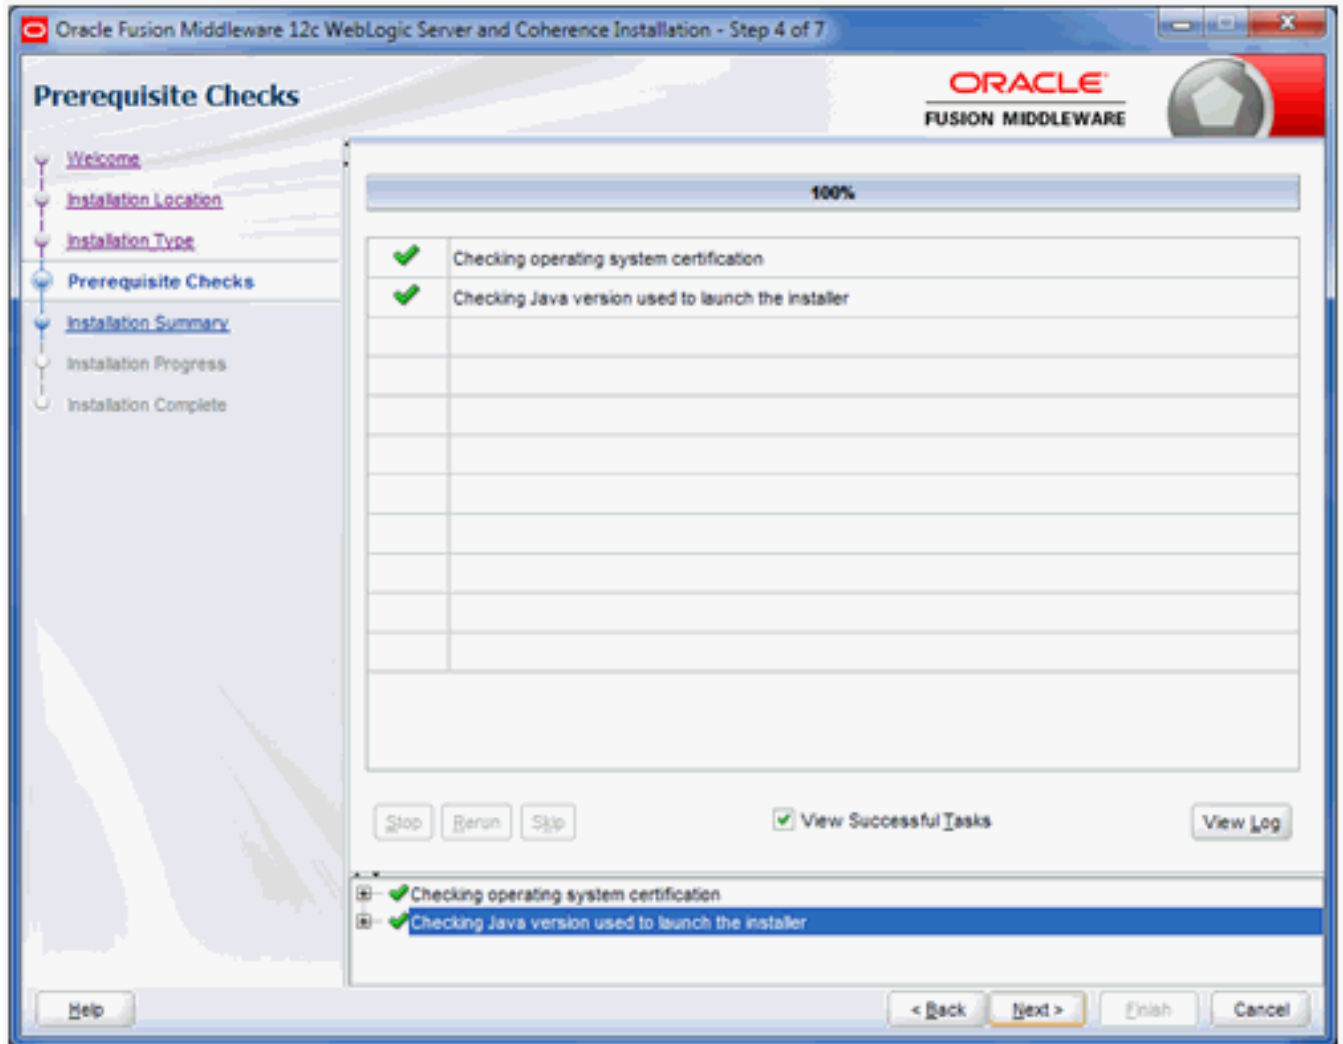 Oracle Fusion Middleware 12c WebLogic Server and Coherence Installation - Step 4 of 7
Prerequisite Checks
ORACLE
FUSION MIDDLEWARE
Welcome
Installation Location
Installation Type
Prerequisite Checks
Installation Summary
Installation Progress
Installation Complete
100%
Checking operating system certification
Checking Java version used to launch the installer
Stop Rerun Skip View Successful Tasks View Log
Checking operating system certification
Checking Java version used to launch the installer
Help < Back Next > Finish Cancel